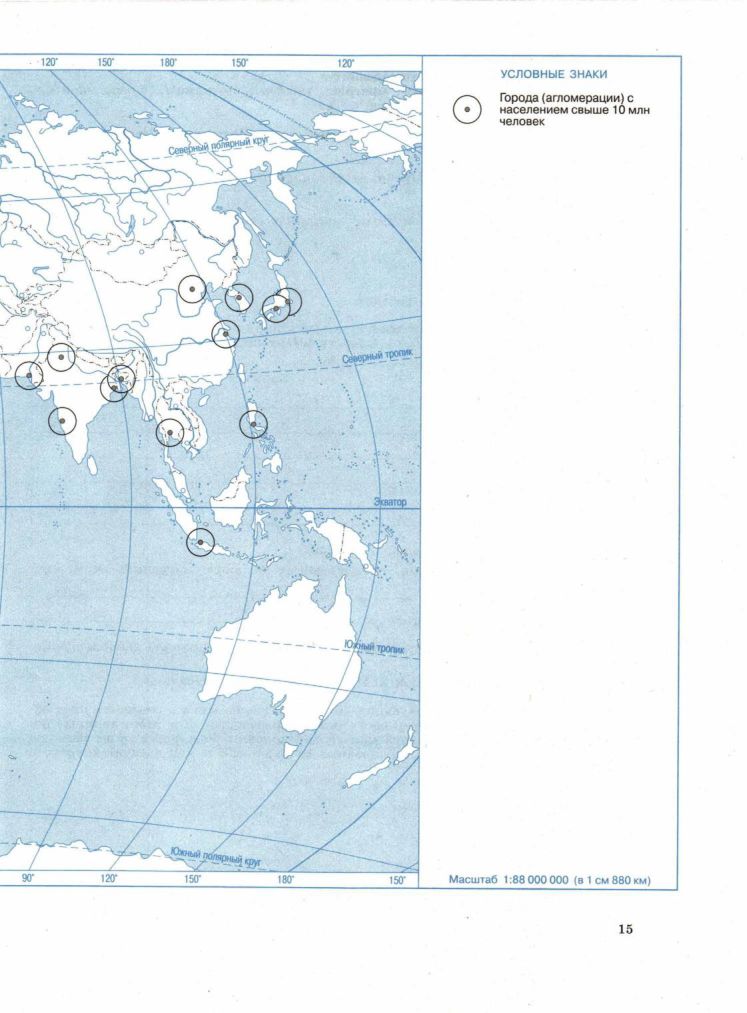 120° 150° 180° 150° 120°
УСЛОВНЫЕ ЗНАКИ
Города (агломерации) с
населением свыше 10 млн
человек
Северный полярный круг
Северный тропик
Экватор
Южный тропик
Южный полярный круг
90° 120° 150° 180° 150°
Масштаб 1:88 000 000 (в 1 см 880 км)
15